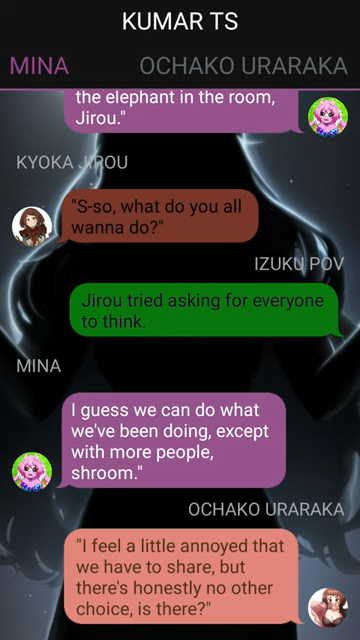 KUMAR TS
MINA
OCHAKO URARAKA
the elephant in the room,
Jirou."
KYOKA JIROU
"S-so, what do you all
wanna do?"
IZUKU POV
Jirou tried asking for everyone
to think.
MINA
I guess we can do what
we've been doing, except
with more people,
shroom."
OCHAKO URARAKA
"I feel a little annoyed that
we have to share, but
there's honestly no other
choice, is there?"